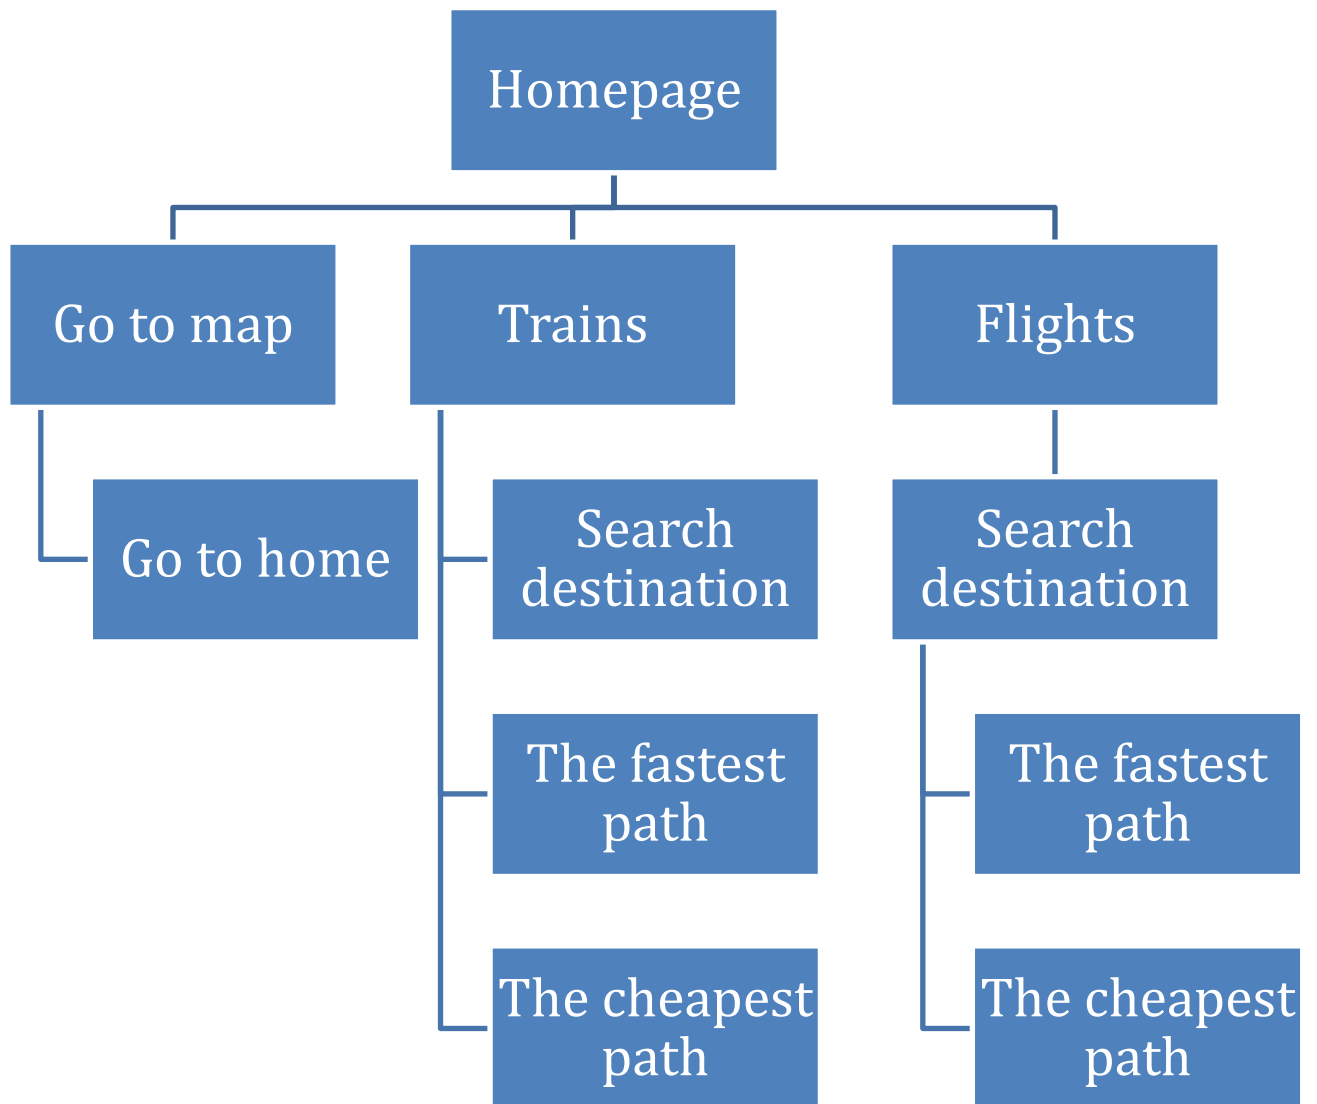 Homepage
Go to map
Trains
Flights
Go to home
Search
destination
Search
destination
The fastest
path
The fastest
path
The cheapest
path
The cheapest
path